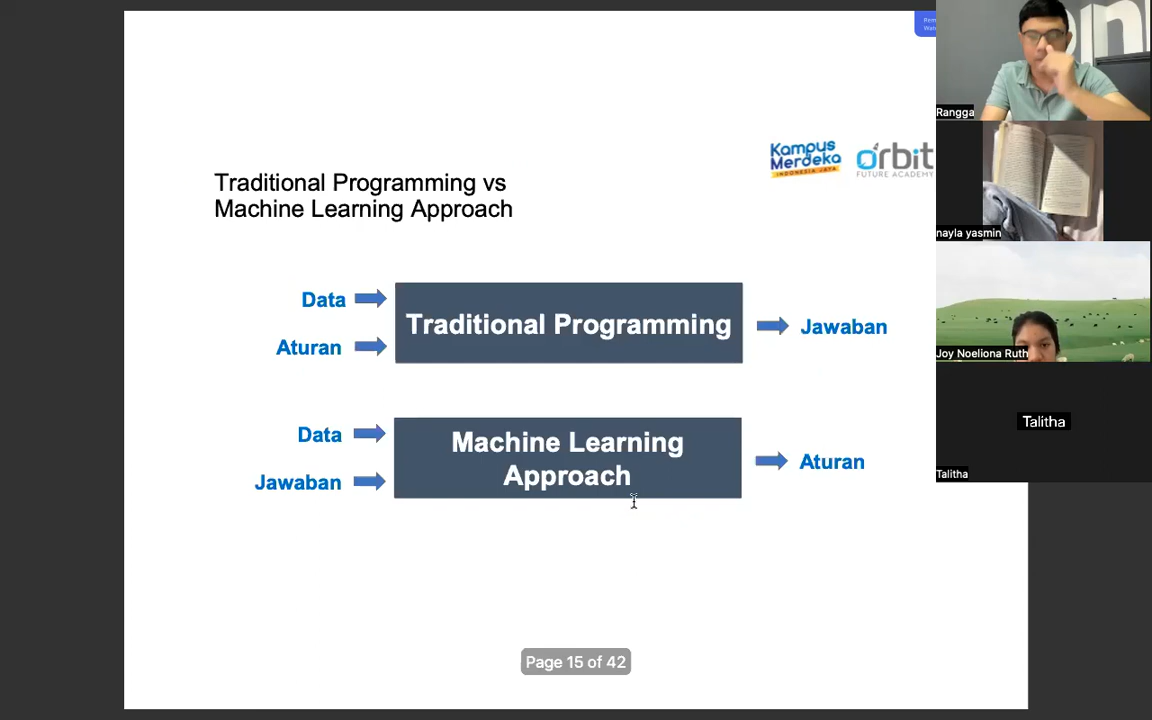 Traditional Programming vs
Machine Learning Approach
Kampus
Merdeka
INDONESIA JAYA
Orbit
FUTURE ACADEMY
Data
Aturan
Traditional Programming
Jawaban
Data
Jawaban
Machine Learning
Approach
Aturan
Page 15 of 42
Rangga
nayla yasmin
Joy Noeliona Ruth
Talitha
Talitha